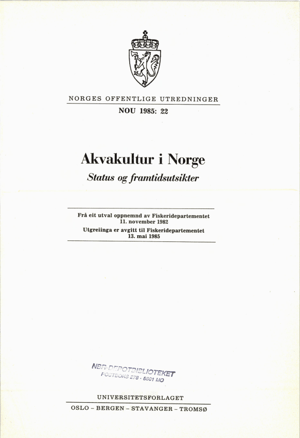 NORGES OFFENTLIGE UTREDNINGER
NOU 1985: 22
Akvakultur i Norge
Status og framtidsutsikter
Frå eit utval oppnemnd av Fiskeridepartementet
11. november 1982
Utgreiinga er avgitt til Fiskeridepartementet
13. mai 1985
DEPOTBIBLIOTEKET
UNIVERSITETSFORLAGET
OSLO – BERGEN – STAVANGER – TROMSØ